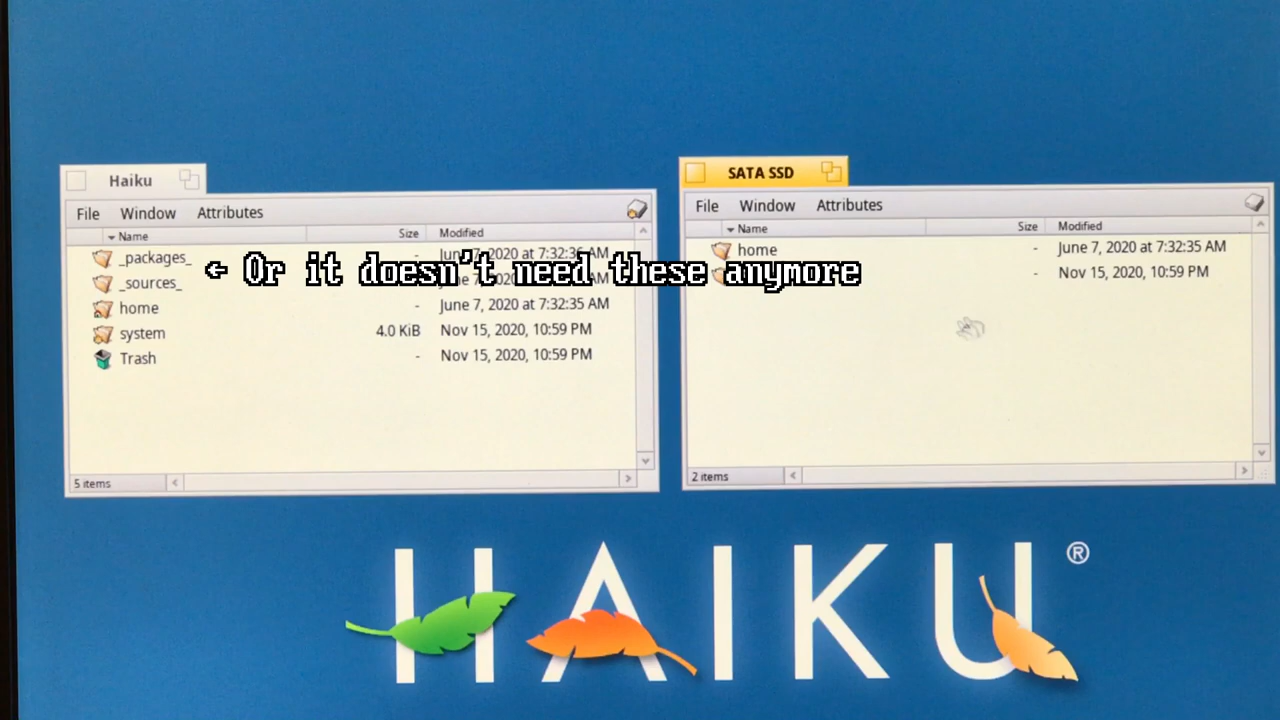 Haiku
File Window Attributes
Name Size Modified
_packages_ June 7, 2020 at 7:32:36 AM
_sources_ 2020
home - June 7, 2020 at 7:32:35 AM
system 4.0 KiB Nov 15, 2020, 10:59 PM
Trash - Nov 15, 2020, 10:59 PM
5 items
SATA SSD
File Window Attributes
Name Size Modified
home - June 7, 2020 at 7:32:35 AM
- Nov 15, 2020, 10:59 PM
2 items
← Or it doesn't need these anymore
HAIKU ®